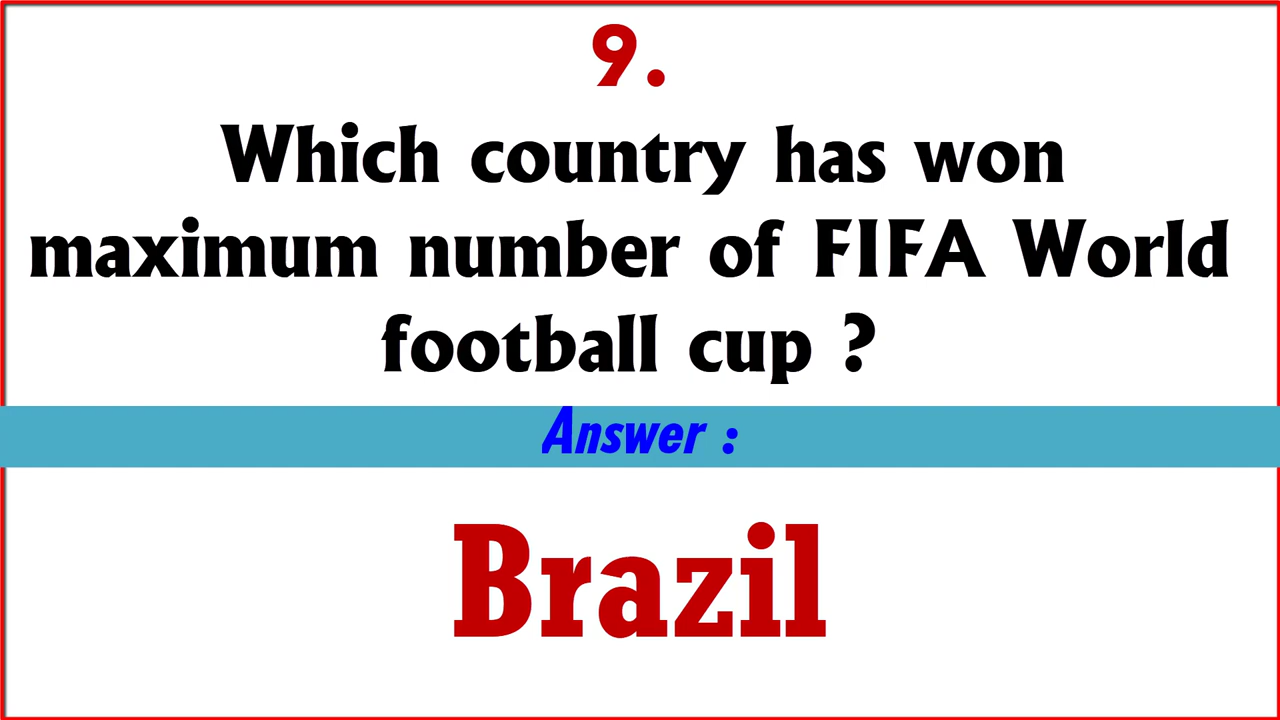 9.
Which country has won
maximum number of FIFA World
football cup ?
Answer :
Brazil